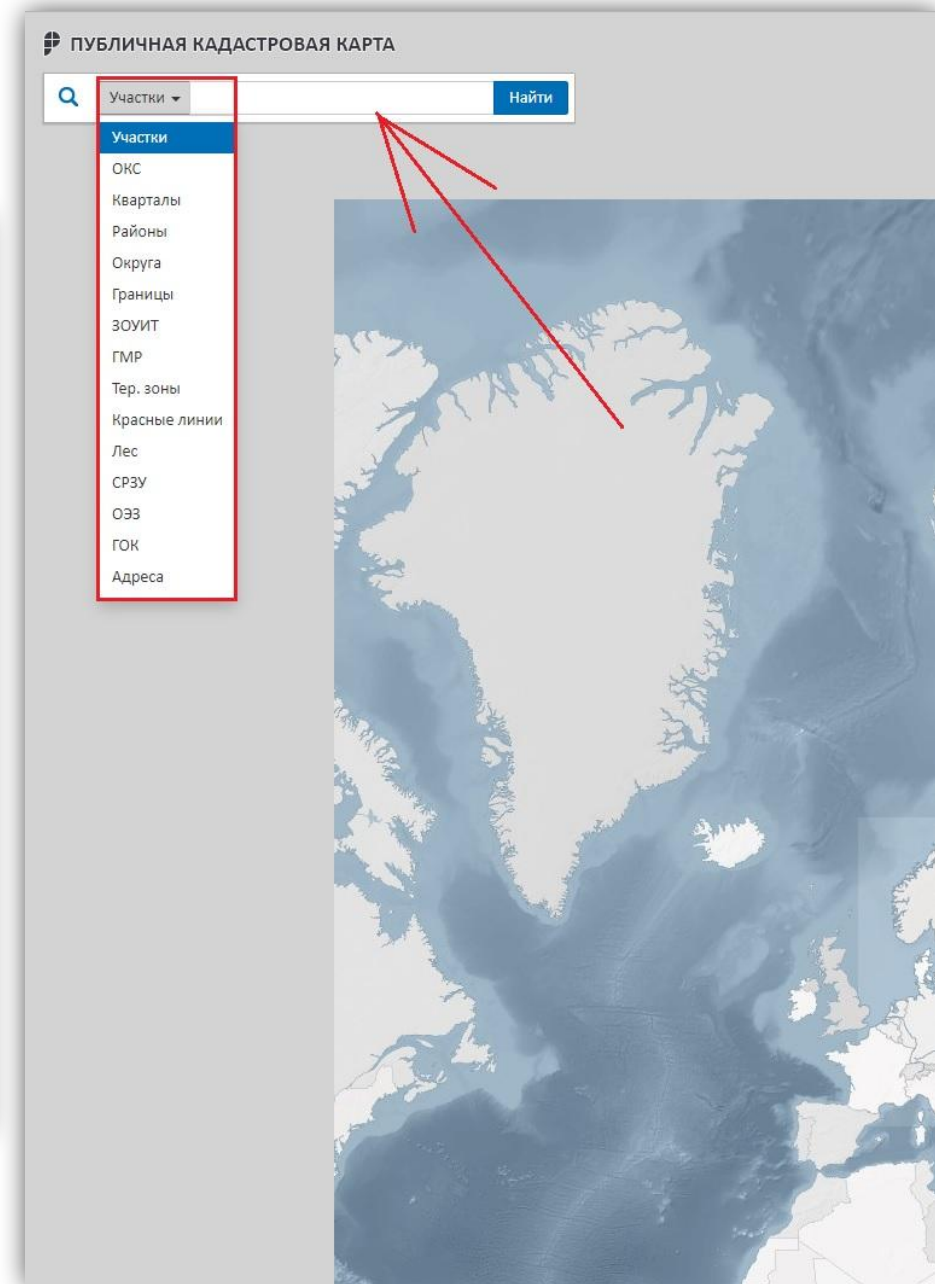 ПУБЛИЧНАЯ КАДАСТРОВАЯ КАРТА
Участки Найти
Участки
ОКС
Кварталы
Районы
Округа
Границы
ЗОУИТ
ГМР
Тер. зоны
Красные линии
Лес
СРЗУ
ОЭЗ
ГОК
Адреса